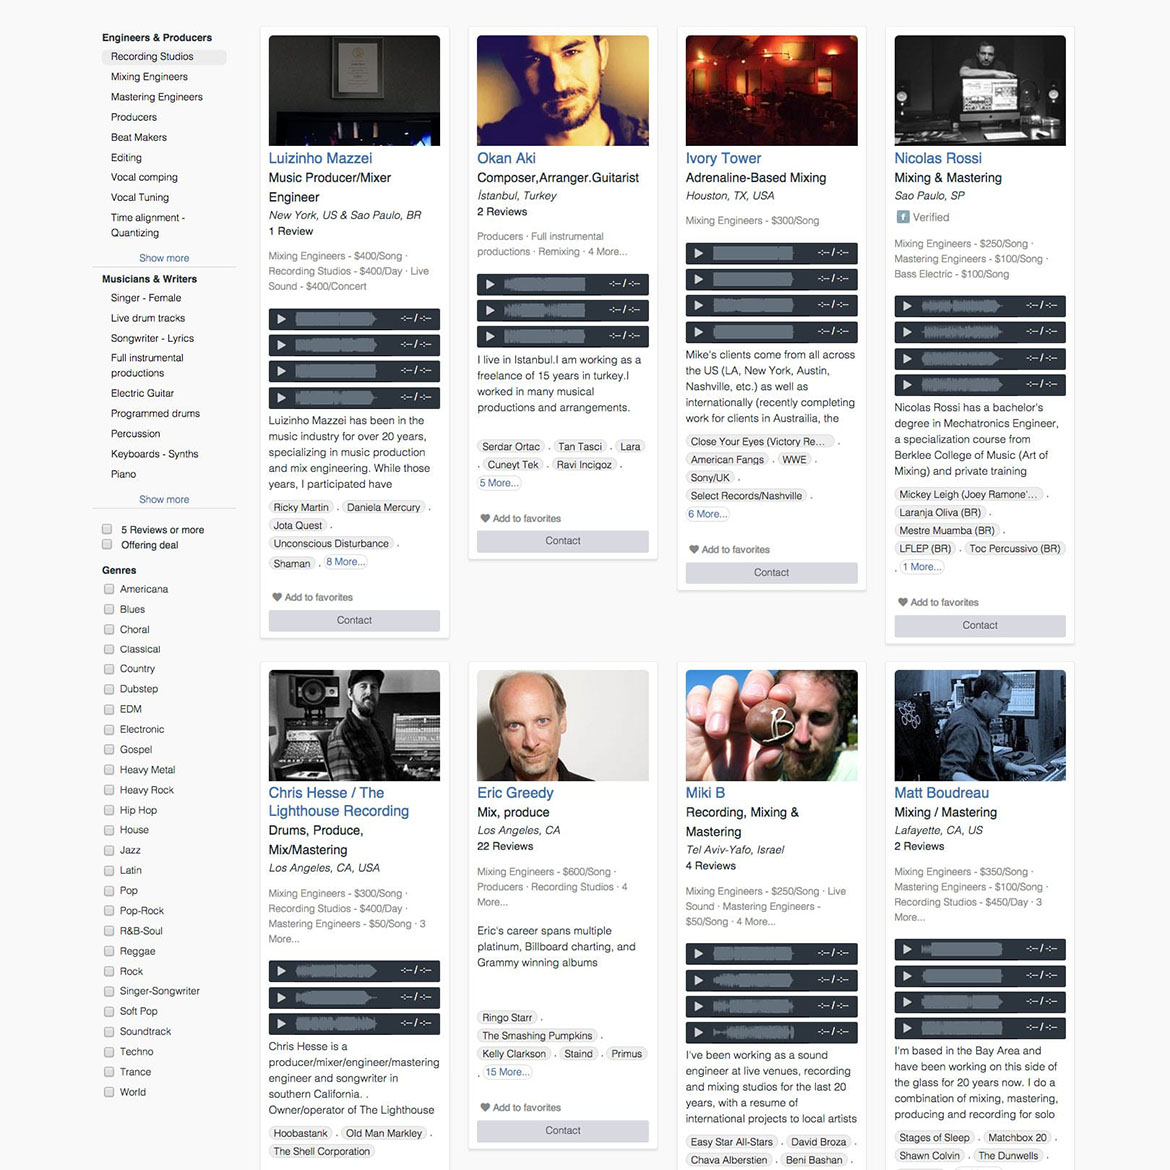 Engineers & Producers
Recording Studios
Mixing Engineers
Mastering Engineers
Producers
Beat Makers
Editing
Vocal comping
Vocal Tuning
Time alignment -
Quantizing
Show more
Musicians & Writers
Singer - Female
Live drum tracks
Songwriter - Lyrics
Full instrumental
productions
Electric Guitar
Programmed drums
Percussion
Keyboards - Synths
Piano
Show more
5 Reviews or more
Offering deal
Genres
Americana
Blues
Choral
Classical
Country
Dubstep
EDM
Electronic
Gospel
Heavy Metal
Heavy Rock
Hip Hop
House
Jazz
Latin
Pop
Pop-Rock
R&B-Soul
Reggae
Rock
Singer-Songwriter
Soft Pop
Soundtrack
Techno
Trance
World
Luizinho Mazzei
Music Producer/Mixer
Engineer
New York, US & Sao Paulo, BR
1 Review
Mixing Engineers - $400/Song ·
Recording Studios - $400/Day · Live
Sound - $400/Concert
-:-- / -:--
-:-- / -:--
-:-- / -:--
-:-- / -:--
Luizinho Mazzei has been in the
music industry for over 20 years,
specializing in music production
and mix engineering. While those
years, I participated have
Ricky Martin . Daniela Mercury .
Jota Quest .
Unconscious Disturbance .
Shaman . 8 More...
Add to favorites
Contact
Okan Aki
Composer,Arranger.Guitarist
İstanbul, Turkey
2 Reviews
Producers · Full instrumental
productions · Remixing · 4 More...
-:-- / -:--
-:-- / -:--
-:-- / -:--
I live in Istanbul.I am working as a
freelance of 15 years in turkey.I
worked in many musical
productions and arrangements.
Serdar Ortac . Tan Tasci . Lara
. Cuneyt Tek . Ravi Incigoz .
5 More...
Add to favorites
Contact
Ivory Tower
Adrenaline-Based Mixing
Houston, TX, USA
Mixing Engineers - $300/Song
-:-- / -:--
-:-- / -:--
-:-- / -:--
-:-- / -:--
Mike's clients come from all across
the US (LA, New York, Austin,
Nashville, etc.) as well as
internationally (recently completing
work for clients in Austrailia, the
Close Your Eyes (Victory Re... .
American Fangs . WWE .
Sony/UK .
Select Records/Nashville .
6 More...
Add to favorites
Contact
Nicolas Rossi
Mixing & Mastering
Sao Paulo, SP
f Verified
Mixing Engineers - $250/Song ·
Mastering Engineers - $100/Song ·
Bass Electric - $100/Song
-:-- / -:--
-:-- / -:--
-:-- / -:--
-:-- / -:--
Nicolas Rossi has a bachelor's
degree in Mechatronics Engineer,
a specialization course from
Berklee College of Music (Art of
Mixing) and private training
Mickey Leigh (Joey Ramone'... .
Laranja Oliva (BR) .
Mestre Muamba (BR) .
LFLEP (BR) . Toc Percussivo (BR)
. 1 More...
Add to favorites
Contact
Chris Hesse / The
Lighthouse Recording
Drums, Produce,
Mix/Mastering
Los Angeles, CA, USA
Mixing Engineers - $300/Song ·
Recording Studios - $400/Day ·
Mastering Engineers - $50/Song · 3
More...
-:-- / -:--
-:-- / -:--
-:-- / -:--
Chris Hesse is a
producer/mixer/engineer/mastering
engineer and songwriter in
southern California. .
Owner/operator of The Lighthouse
Hoobastank . Old Man Markley .
The Shell Corporation
Eric Greedy
Mix, produce
Los Angeles, CA
22 Reviews
Mixing Engineers - $600/Song ·
Producers · Recording Studios · 4
More...
Eric's career spans multiple
platinum, Billboard charting, and
Grammy winning albums
Ringo Starr .
The Smashing Pumpkins .
Kelly Clarkson . Staind . Primus
. 15 More...
Add to favorites
Contact
B
Miki B
Recording, Mixing &
Mastering
Tel Aviv-Yafo, Israel
4 Reviews
Mixing Engineers - $250/Song · Live
Sound · Mastering Engineers -
$50/Song · 4 More...
-:-- / -:--
-:-- / -:--
-:-- / -:--
-:-- / -:--
I've been working as a sound
engineer at live venues, recording
and mixing studios for the last 20
years, with a resume of
international projects to local artists
Easy Star All-Stars . David Broza .
Chava Alberstien . Beni Bashan .
Matt Boudreau
Mixing / Mastering
Lafayette, CA, US
2 Reviews
Mixing Engineers - $350/Song ·
Mastering Engineers - $100/Song ·
Recording Studios - $450/Day · 3
More...
-:-- / -:--
-:-- / -:--
-:-- / -:--
-:-- / -:--
I'm based in the Bay Area and
have been working on this side of
the glass for 20 years now. I do a
combination of mixing, mastering,
producing and recording for solo
Stages of Sleep . Matchbox 20 .
Shawn Colvin . The Dunwells .